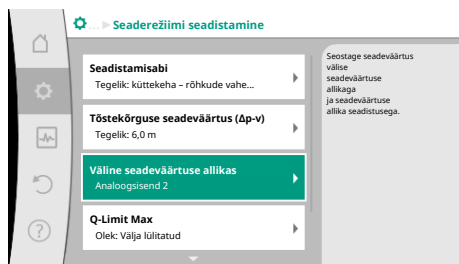 ... Seaderežiimi seadistamine
Seadistamisabi
Tegelik: küttekeha – rõhkude vahe...
Tõstekõrguse seadeväärtus (Δp-v)
Tegelik: 6,0 m
Väline seadeväärtuse allikas
Analoogsisend 2
Q-Limit Max
Olek: Välja lülitatud
Seostage seadeväärtus
välise
seadeväärtuse
allikaga
ja seadeväärtuse
allika seadistusega.